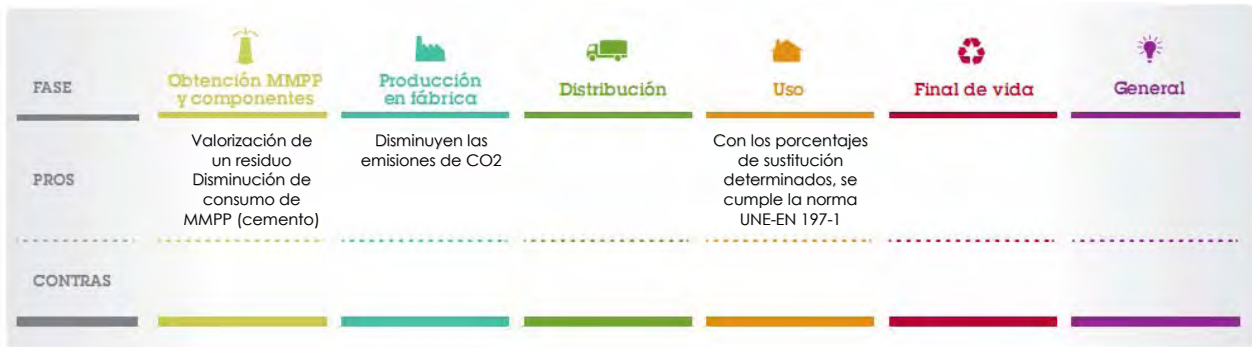 FASE
Obtención MMPP
y componentes
Producción
en fábrica
Distribución
Uso
Final de vida
General
PROS
Valorización de
un residuo
Disminución de
consumo de
MMPP (cemento)
Disminuyen las
emisiones de CO2
Con los porcentajes
de sustitución
determinados, se
cumple la norma
UNE-EN 197-1
CONTRAS